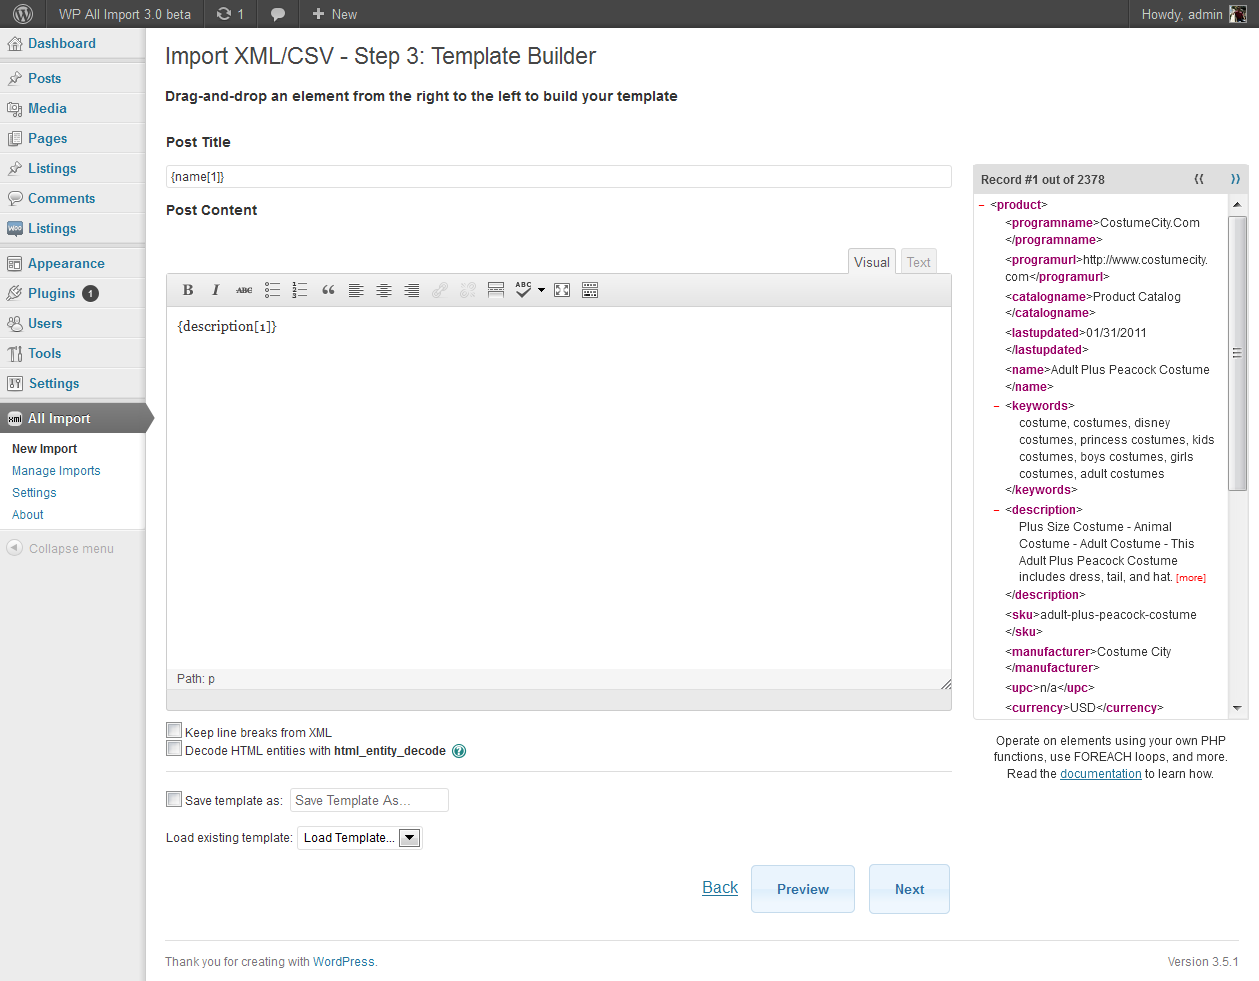 WP All Import 3.0 beta
1
New
Howdy, admin
Dashboard
Posts
Media
Pages
Listings
Comments
Listings
Appearance
Plugins 1
Users
Tools
Settings
All Import
New Import
Manage Imports
Settings
About
Collapse menu
Import XML/CSV - Step 3: Template Builder
Drag-and-drop an element from the right to the left to build your template
Post Title
{name[1]}
Post Content
Visual
Text
B I ABC ABC
{description[1]}
Path: p
Keep line breaks from XML
Decode HTML entities with html_entity_decode ?
Save template as: Save Template As...
Load existing template: Load Template...
Back
Preview
Next
Record #1 out of 2378
<product>
<programname>CostumeCity.Com
</programname>
<programurl>http://www.costumecity.
com</programurl>
<catalogname>Product Catalog
</catalogname>
<lastupdated>01/31/2011
</lastupdated>
<name>Adult Plus Peacock Costume
</name>
<keywords>
costume, costumes, disney
costumes, princess costumes, kids
costumes, boys costumes, girls
costumes, adult costumes
</keywords>
<description>
Plus Size Costume - Animal
Costume - Adult Costume - This
Adult Plus Peacock Costume
includes dress, tail, and hat. [more]
</description>
<sku>adult-plus-peacock-costume
</sku>
<manufacturer>Costume City
</manufacturer>
<upc>n/a</upc>
<currency>USD</currency>
Operate on elements using your own PHP
functions, use FOREACH loops, and more.
Read the documentation to learn how.
Thank you for creating with WordPress.
Version 3.5.1